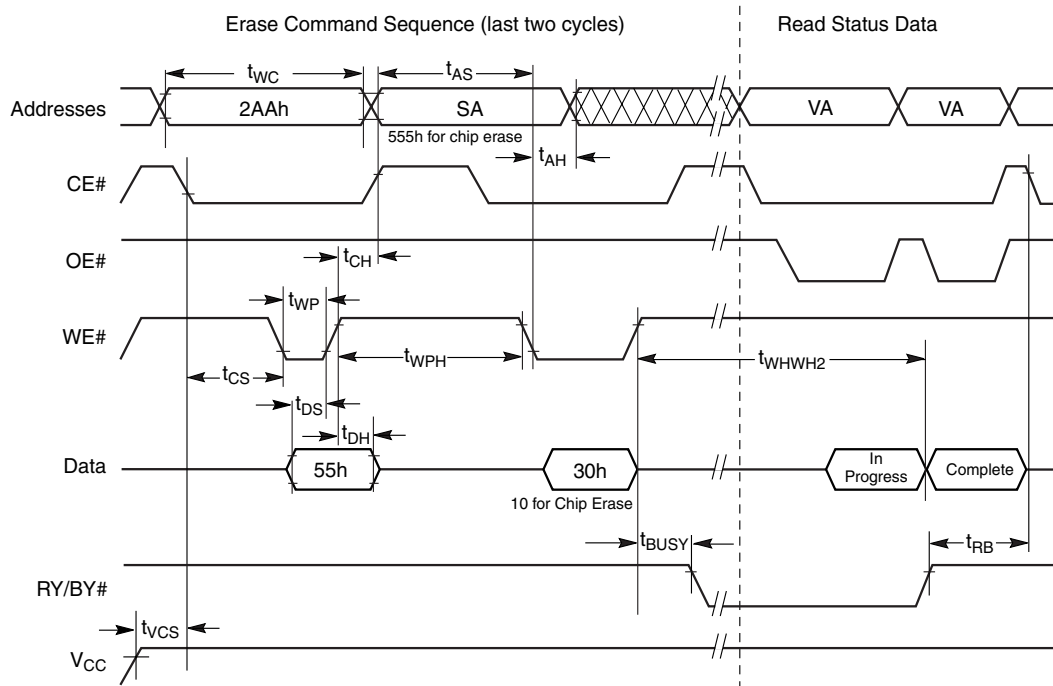 Erase Command Sequence (last two cycles)
Read Status Data
tWC
tAS
Addresses
2AAh
SA
VA
VA
555h for chip erase
tAH
CE#
OE#
tCH
tWP
WE#
tWPH
tWHWH2
tCS
tDS
tDH
Data
55h
30h
In
Progress
Complete
10 for Chip Erase
tBUSY
tRB
RY/BY#
tVCS
VCC